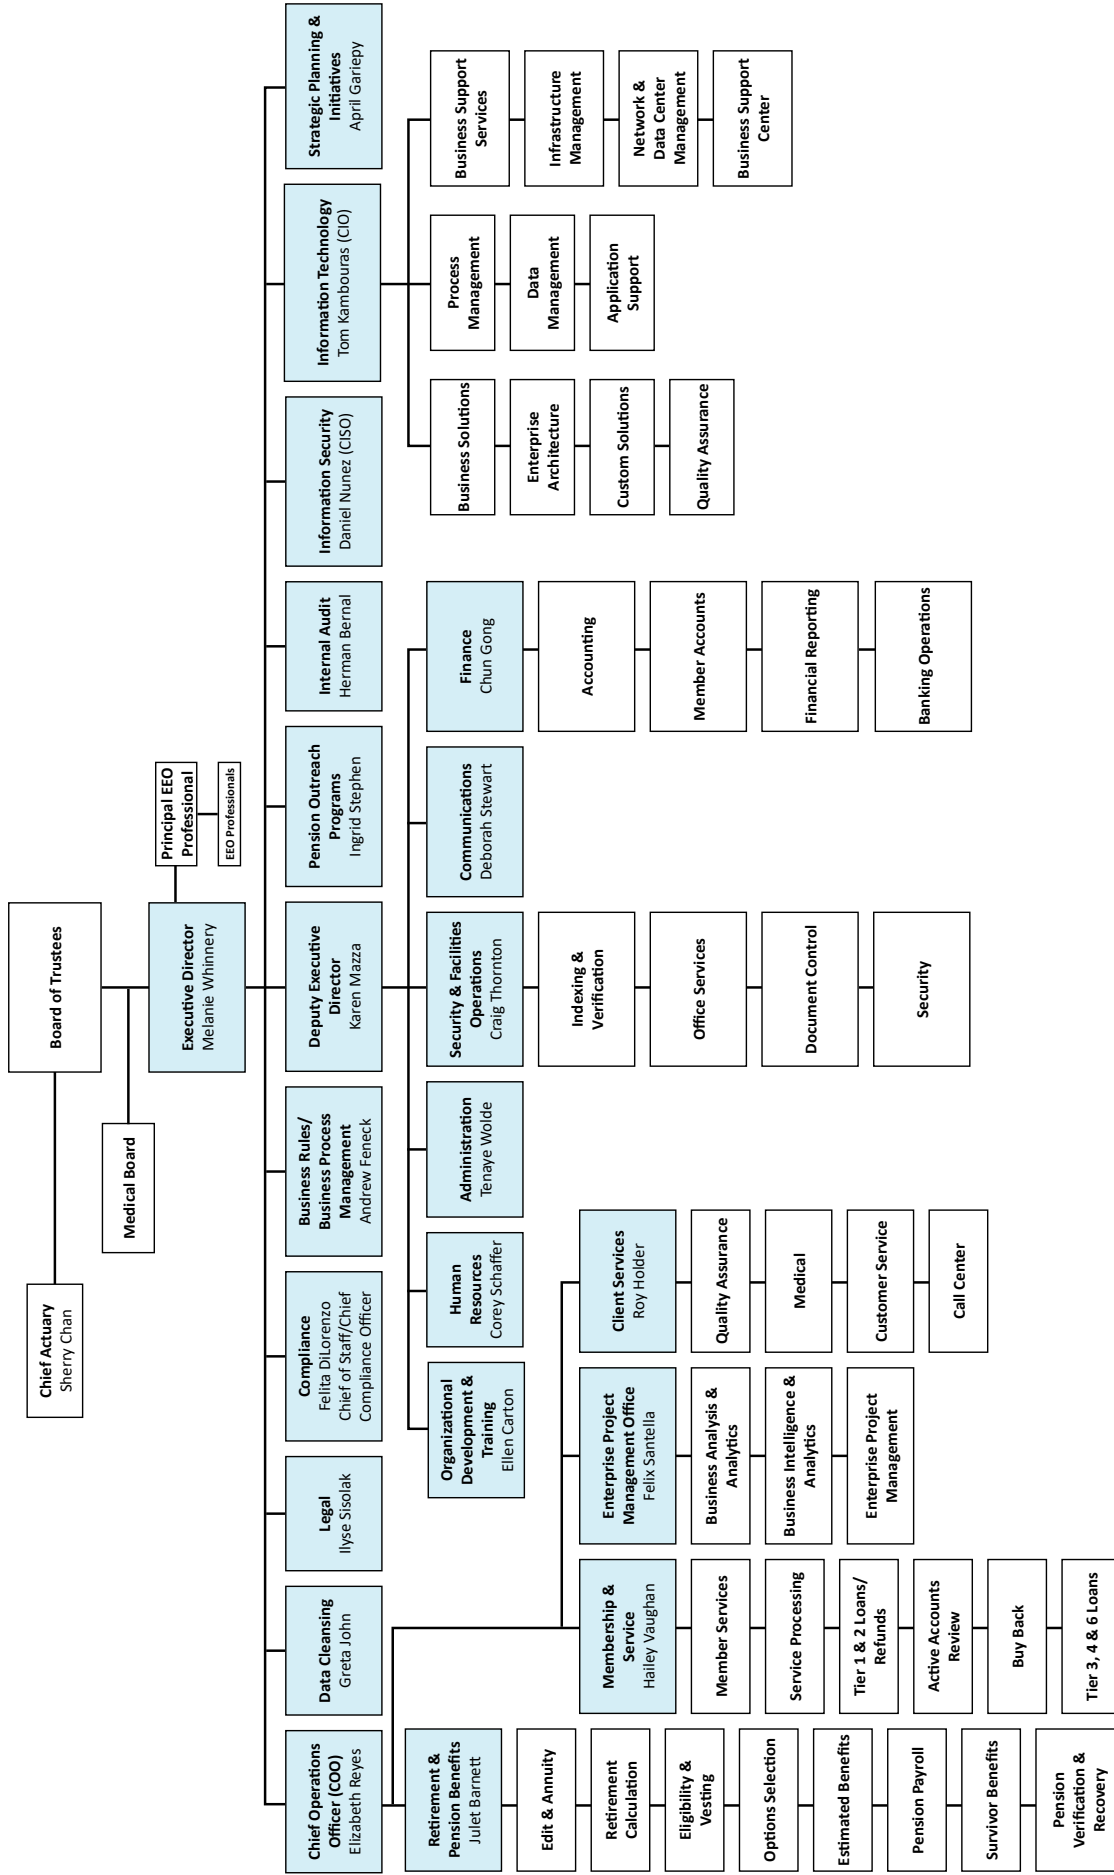 Board of Trustees
Chief Actuary
Sherry Chan
Medical Board
Executive Director
Melanie Whinnery
Principal EEO
Professional
EEO Professionals
Chief Operations
Officer (COO)
Elizabeth Reyes
Data Cleansing
Greta John
Legal
Ilyse Sisolak
Compliance
Felita DiLorenzo
Chief of Staff/Chief
Compliance Officer
Business Rules/
Business Process
Management
Andrew Feneck
Deputy Executive
Director
Karen Mazza
Pension Outreach
Programs
Ingrid Stephen
Internal Audit
Herman Bernal
Information Security
Daniel Nunez (CISO)
Information Technology
Tom Kambouras (CIO)
Strategic Planning &
Initiatives
April Gariepy
Retirement &
Pension Benefits
Julet Barnett
Edit & Annuity
Retirement
Calculation
Eligibility &
Vesting
Options Selection
Estimated Benefits
Pension Payroll
Survivor Benefits
Pension
Verification &
Recovery
Membership &
Service
Hailey Vaughan
Member Services
Service Processing
Tier 1 & 2 Loans/
Refunds
Active Accounts
Review
Buy Back
Tier 3, 4 & 6 Loans
Enterprise Project
Management Office
Felix Santella
Business Analysis &
Analytics
Business Intelligence &
Analytics
Enterprise Project
Management
Client Services
Roy Holder
Quality Assurance
Medical
Customer Service
Call Center
Organizational
Development &
Training
Ellen Carton
Human
Resources
Corey Schaffer
Administration
Tenaye Wolde
Security & Facilities
Operations
Craig Thornton
Indexing &
Verification
Office Services
Document Control
Security
Communications
Deborah Stewart
Finance
Chun Gong
Accounting
Member Accounts
Financial Reporting
Banking Operations
Business Solutions
Enterprise
Architecture
Custom Solutions
Quality Assurance
Process
Management
Data
Management
Application
Support
Business Support
Services
Infrastructure
Management
Network &
Data Center
Management
Business Support
Center